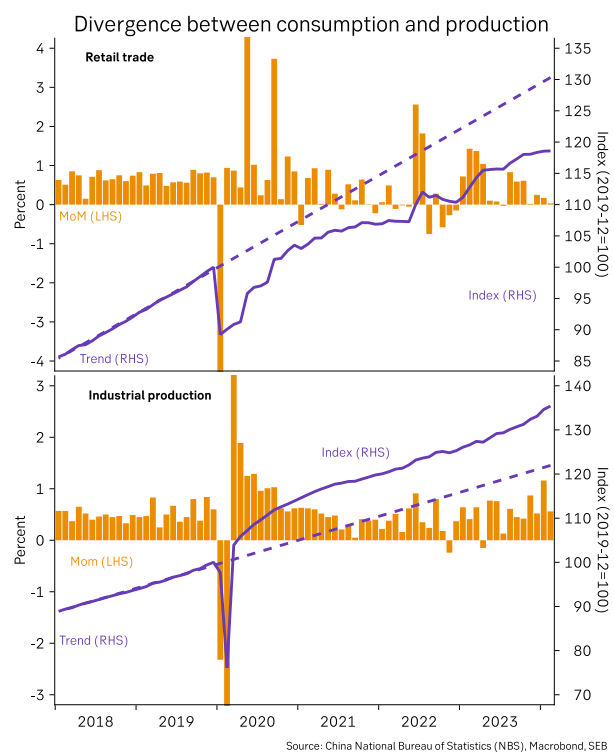 Divergence between consumption and production
Retail trade
4
3
2
1
0
-1
-2
-3
-4
Percent
135
130
125
120
115
110
105
100
95
90
85
Index (2019-12=100)
MoM (LHS)
Index (RHS)
Trend (RHS)
Industrial production
3
2
1
0
-1
-2
-3
Percent
140
130
120
110
100
90
80
70
Index (2019-12=100)
Index (RHS)
Mom (LHS)
Trend (RHS)
2018 2019 2020 2021 2022 2023
Source: China National Bureau of Statistics (NBS), Macrobond, SEB